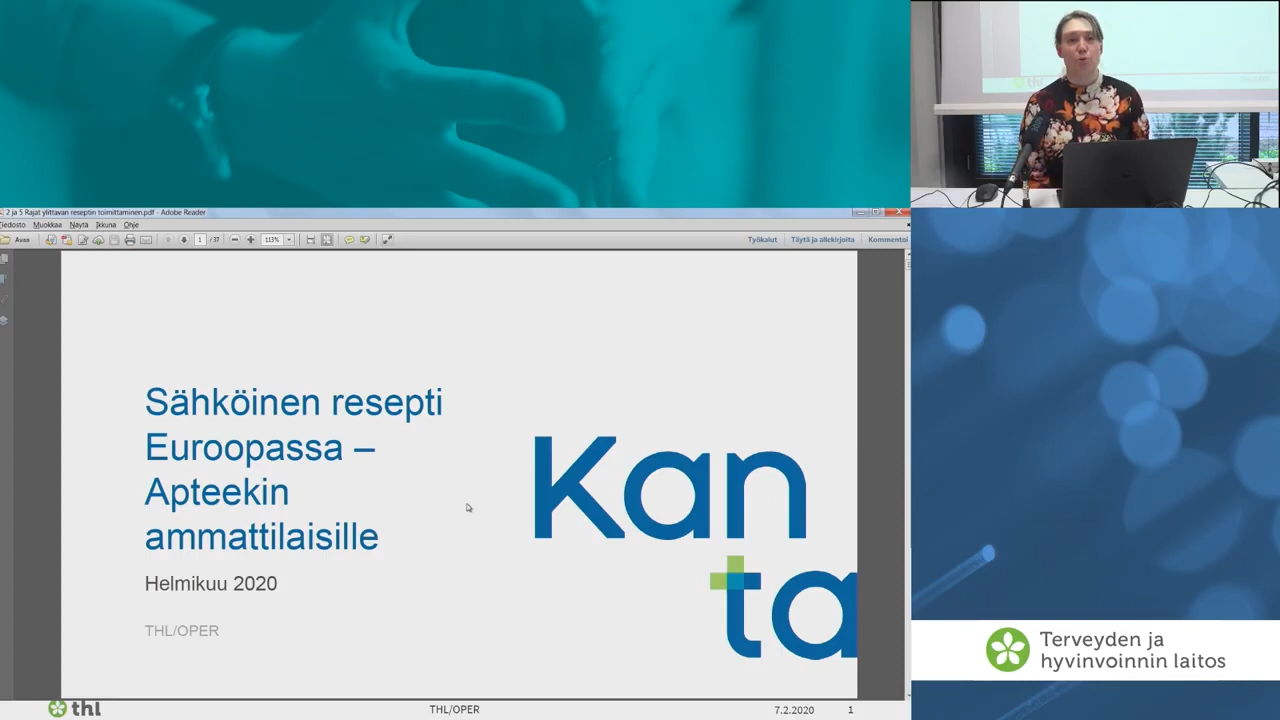 2 ja 5 Rajat ylittavan reseptin toimittaminen.pdf - Adobe Reader
Tiedosto Muokkaa Näytä Ikkuna Ohje
Avaa 1 / 37 113% Työkalut Täytä ja allekirjoita Kommentoi
Sähköinen resepti
Euroopassa –
Apteekin
ammattilaisille
Helmikuu 2020
THL/OPER
Kan
ta
thl THL/OPER 7.2.2020 1
thl
Terveyden ja
hyvinvoinnin laitos